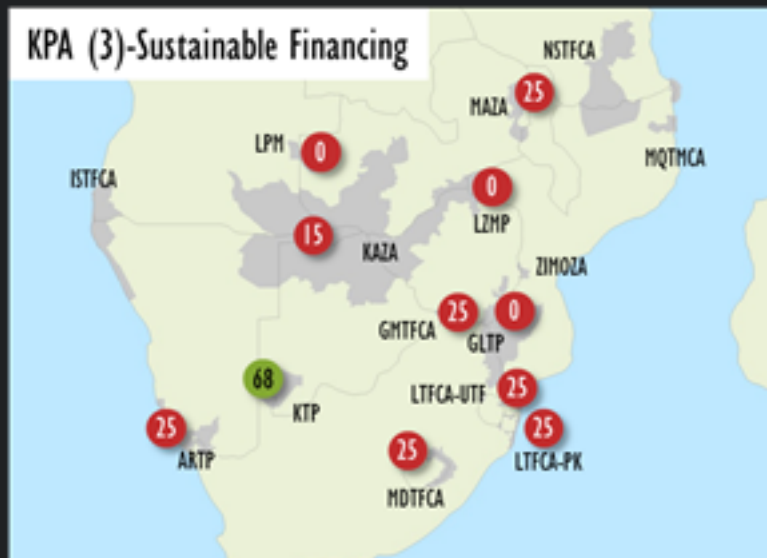 KPA (3)-Sustainable Financing
NSTFCA
MAZA
25
LPM
0
MQTMCA
ISTFCA
0
LZMP
15
KAZA
ZIMOZA
25
0
GMTFCA
GLTP
68
KTP
LTFCA-UTF
25
25
ARTP
25
LTFCA-PK
25
MDTFCA